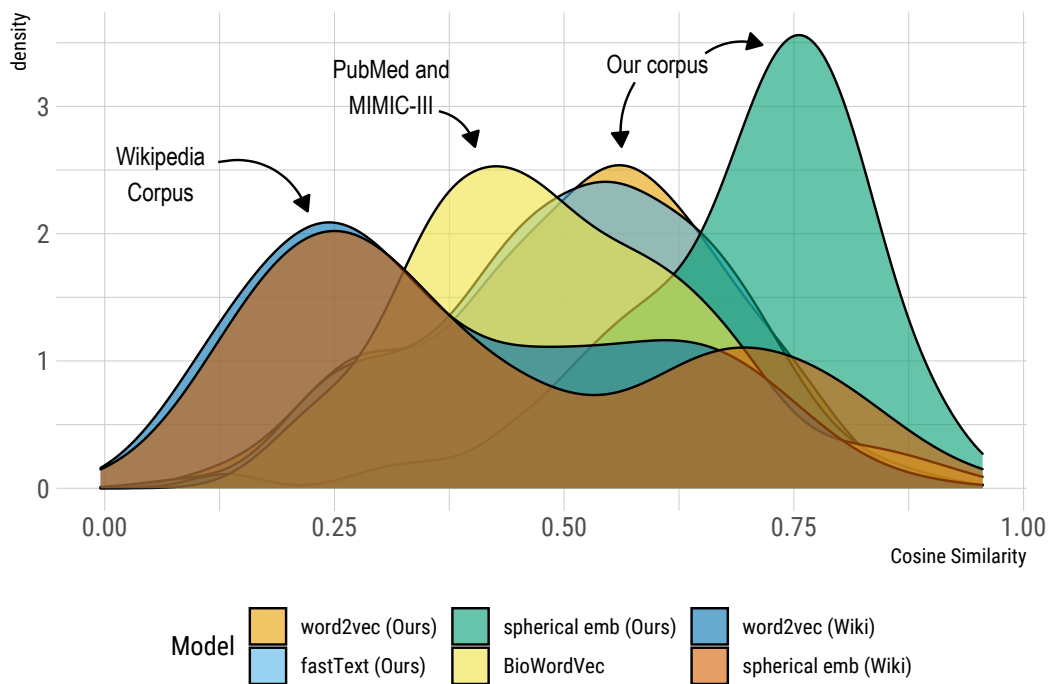 density
PubMed and
MIMIC-III
Our corpus
Wikipedia
Corpus
3
2
1
0
0.00 0.25 0.50 0.75 1.00
Cosine Similarity
Model
word2vec (Ours) spherical emb (Ours) word2vec (Wiki)
fastText (Ours) BioWordVec spherical emb (Wiki)